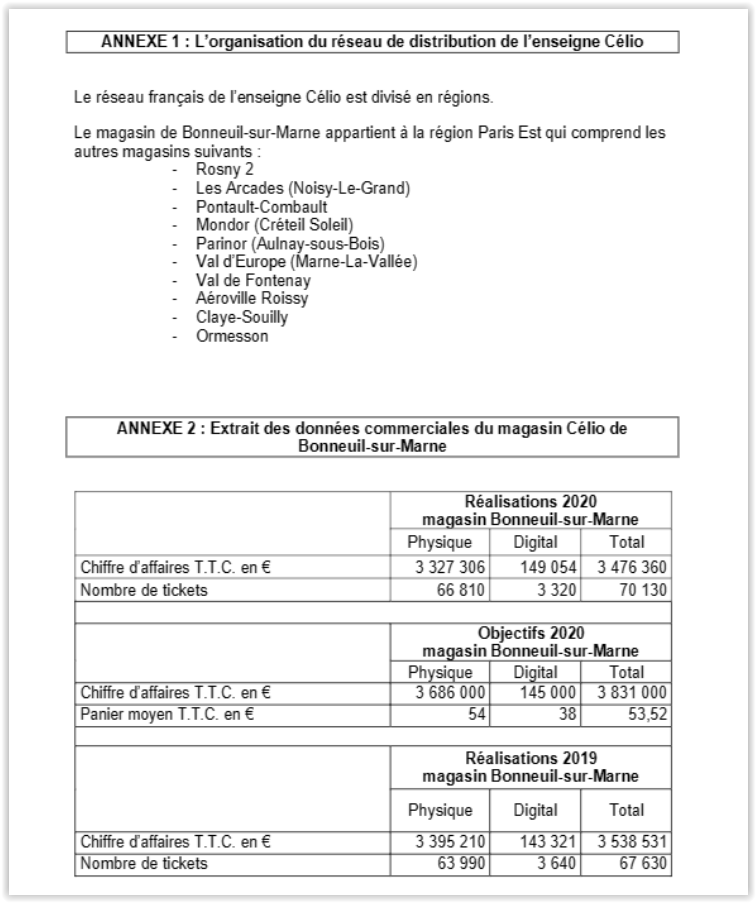 ANNEXE 1 : L'organisation du réseau de distribution de l'enseigne Célio
Le réseau français de l'enseigne Célio est divisé en régions.
Le magasin de Bonneuil-sur-Marne appartient à la région Paris Est qui comprend les
autres magasins suivants :
- Rosny 2
- Les Arcades (Noisy-Le-Grand)
- Pontault-Combault
- Mondor (Créteil Soleil)
- Parinor (Aulnay-sous-Bois)
- Val d'Europe (Marne-La-Vallée)
- Val de Fontenay
- Aéroville Roissy
- Claye-Souilly
- Ormesson
ANNEXE 2 : Extrait des données commerciales du magasin Célio de
Bonneuil-sur-Marne
Réalisations 2020
magasin Bonneuil-sur-Marne
Physique Digital Total
Chiffre d'affaires T.T.C. en € 3 327 306 149 054 3 476 360
Nombre de tickets 66 810 3 320 70 130
Objectifs 2020
magasin Bonneuil-sur-Marne
Physique Digital Total
Chiffre d'affaires T.T.C. en € 3 686 000 145 000 3 831 000
Panier moyen T.T.C. en € 54 38 53,52
Réalisations 2019
magasin Bonneuil-sur-Marne
Physique Digital Total
Chiffre d'affaires T.T.C. en € 3 395 210 143 321 3 538 531
Nombre de tickets 63 990 3 640 67 630